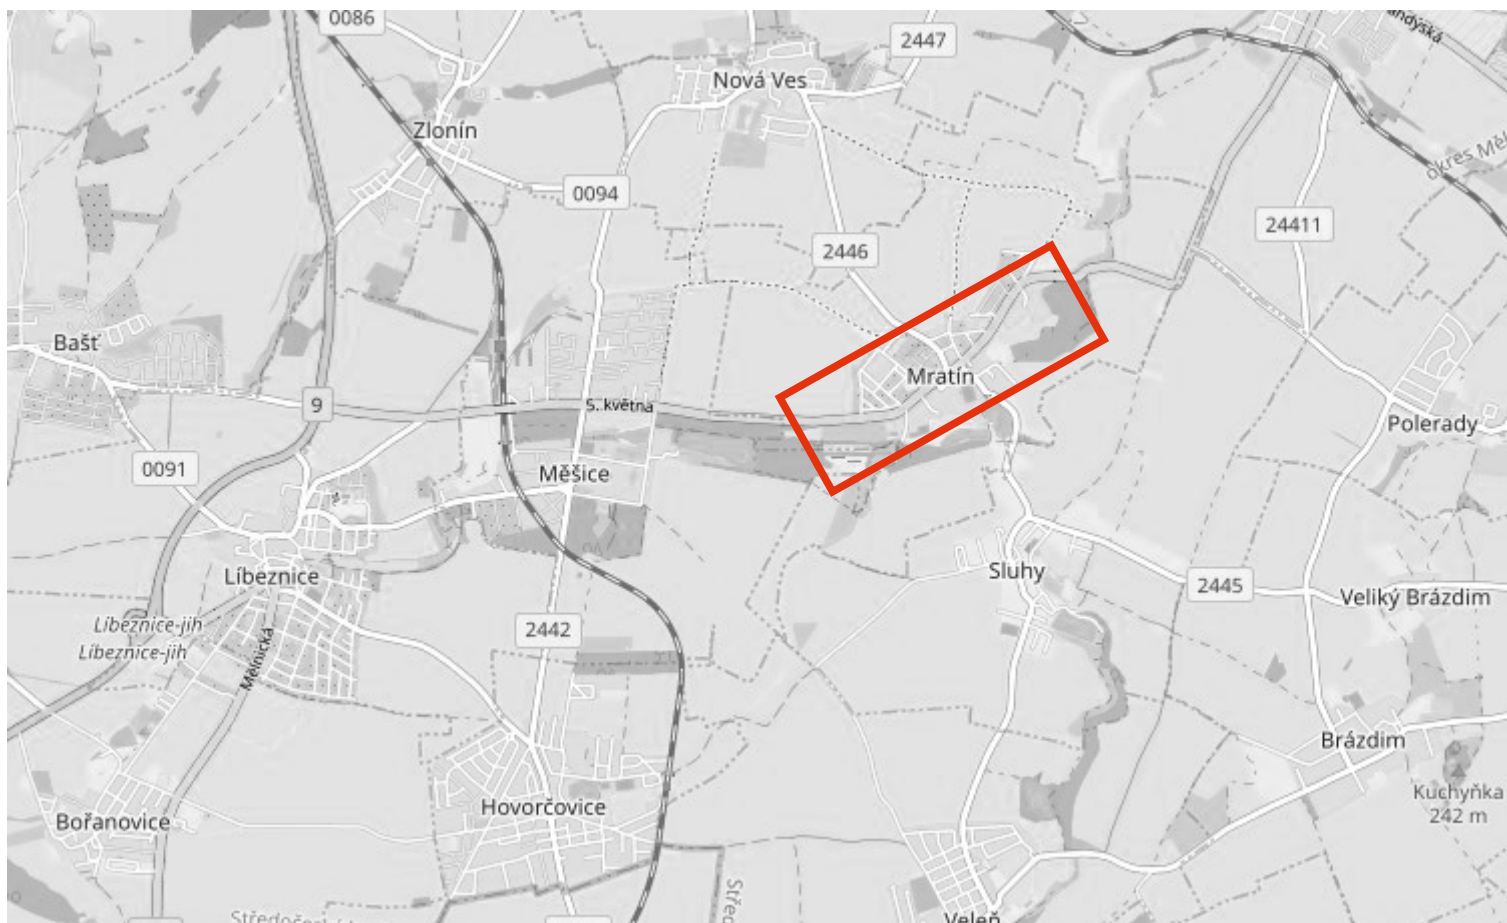 0086
2447
Nová Ves
Zlonín
0094
24411
2446
Bašť
Mratín
9
5. května
Polerady
0091
Měšice
Líbeznice
Sluhy
2445
Veliký Brázdim
Líbeznice-jih
Líbeznice-jih
2442
Mělnická
Brázdim
Kuchyňka
242 m
Hovorčovice
Bořanovice
Veleň